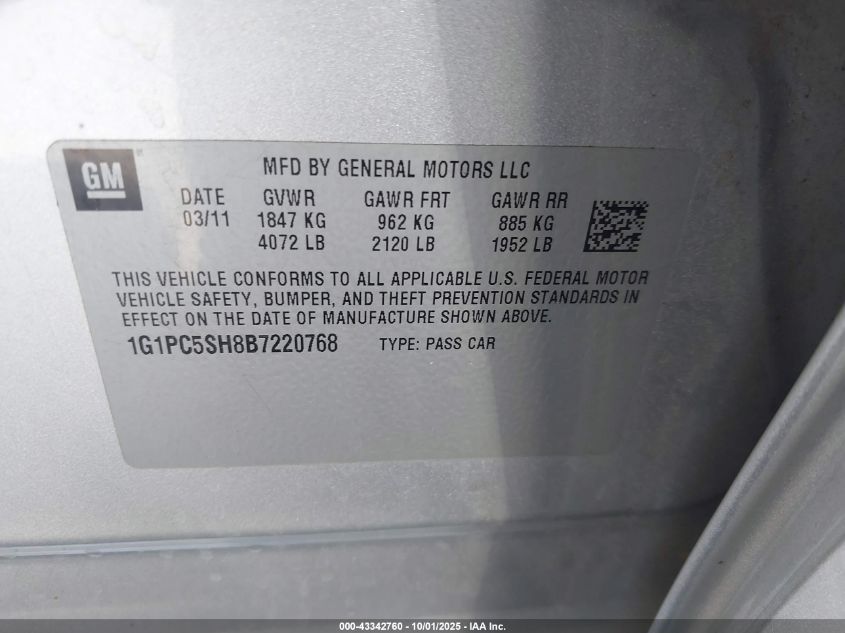 GM
MFD BY GENERAL MOTORS LLC
DATE GVWR GAWR FRT GAWR RR
03/11 1847 KG 962 KG 885 KG
4072 LB 2120 LB 1952 LB
THIS VEHICLE CONFORMS TO ALL APPLICABLE U.S. FEDERAL MOTOR
VEHICLE SAFETY, BUMPER, AND THEFT PREVENTION STANDARDS IN
EFFECT ON THE DATE OF MANUFACTURE SHOWN ABOVE.
1G1PC5SH8B7220768 TYPE: PASS CAR
000-43342760 - 10/01/2025 - IAA Inc.